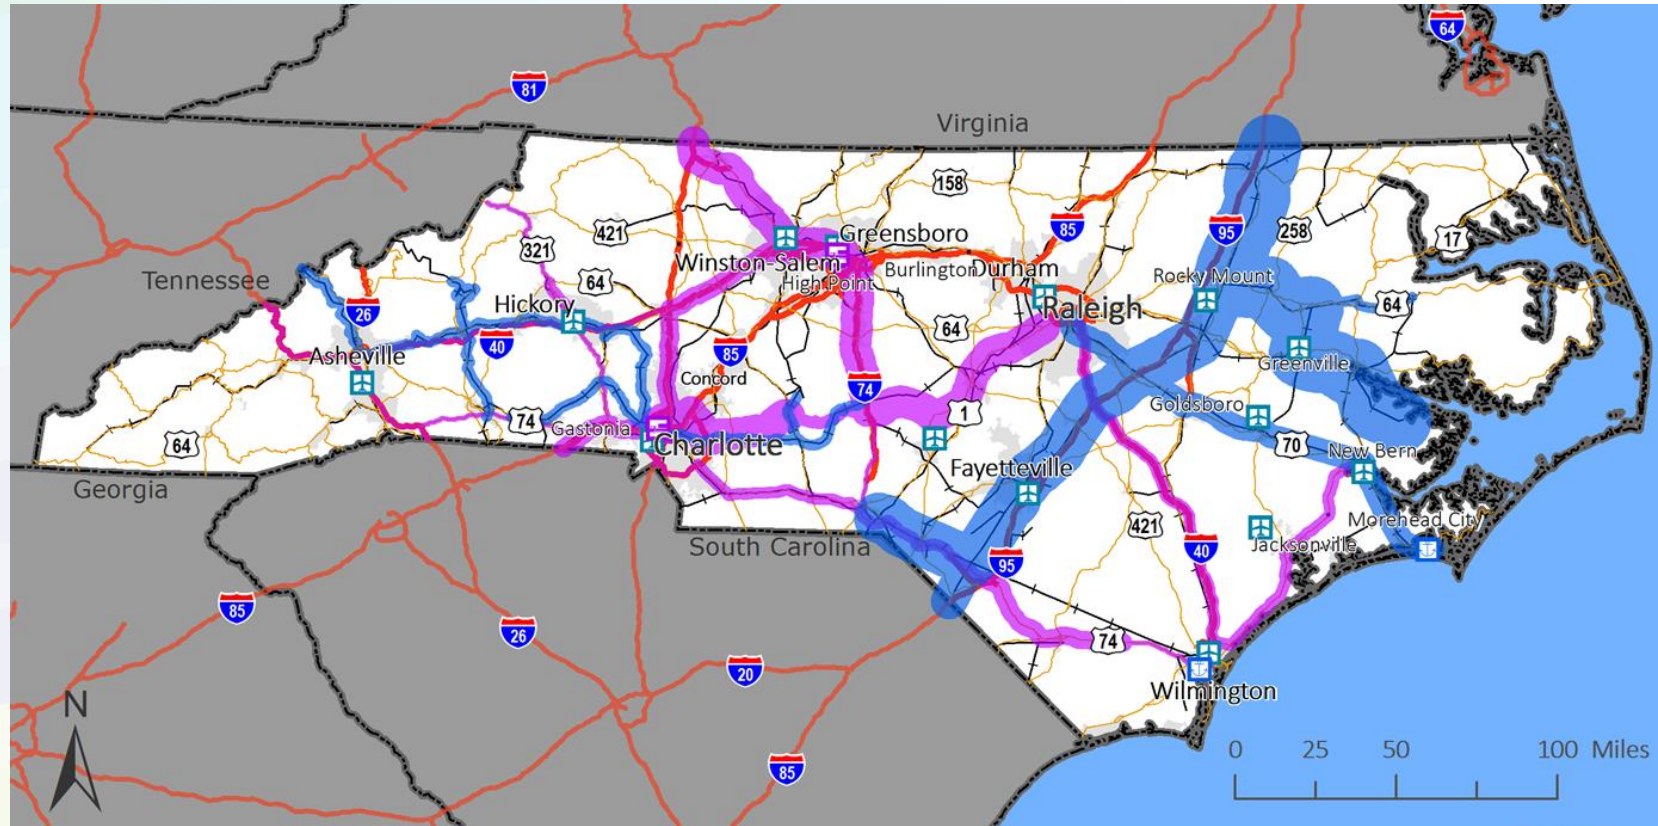 64
81
Virginia
158
421
Greensboro
85
95
258
17
321
Tennessee
Winston-Salem
Burlington
Durham
Rocky Mount
64
High Point
Hickory
Raleigh
64
26
64
40
85
Asheville
Greenville
Concord
74
Goldsboro
1
74
Gastonia
70
64
Charlotte
New Bern
Fayetteville
Georgia
421
Morehead City
South Carolina
Jacksonville
40
95
85
26
74
20
Wilmington
N
0 25 50 100 Miles
85